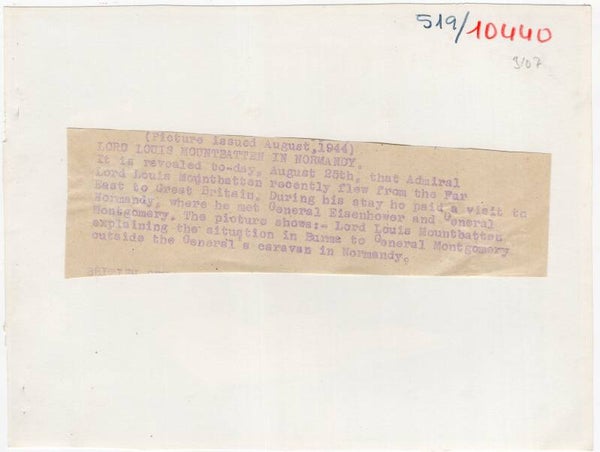 519/10440
3/07
(Picture issued August, 1944)
LORD LOUIS MOUNTBATTEN IN NORMANDY.
It is revealed to-day, August 25th, that Admiral
Lord Louis Mountbatten recently flew from the Far
East to Great Britain. During his stay he paid a visit to
Normandy, where he met General Eisenhower and General
Montgomery. The picture shows:- Lord Louis Mountbatten
explaining the situation in Burma to General Montgomery
outside the General's caravan in Normandy.